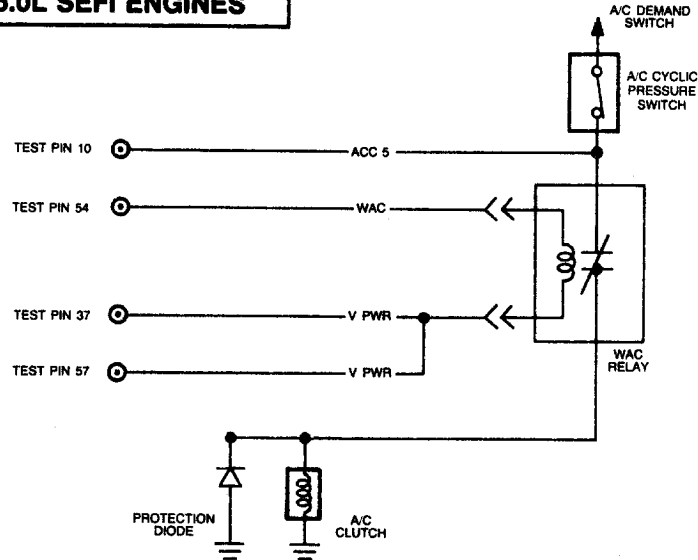 5.0L SEFI ENGINES
A/C DEMAND
SWITCH
A/C CYCLIC
PRESSURE
SWITCH
TEST PIN 10
ACC 5
TEST PIN 54
WAC
TEST PIN 37
V PWR
WAC
RELAY
TEST PIN 57
V PWR
PROTECTION
DIODE
A/C
CLUTCH